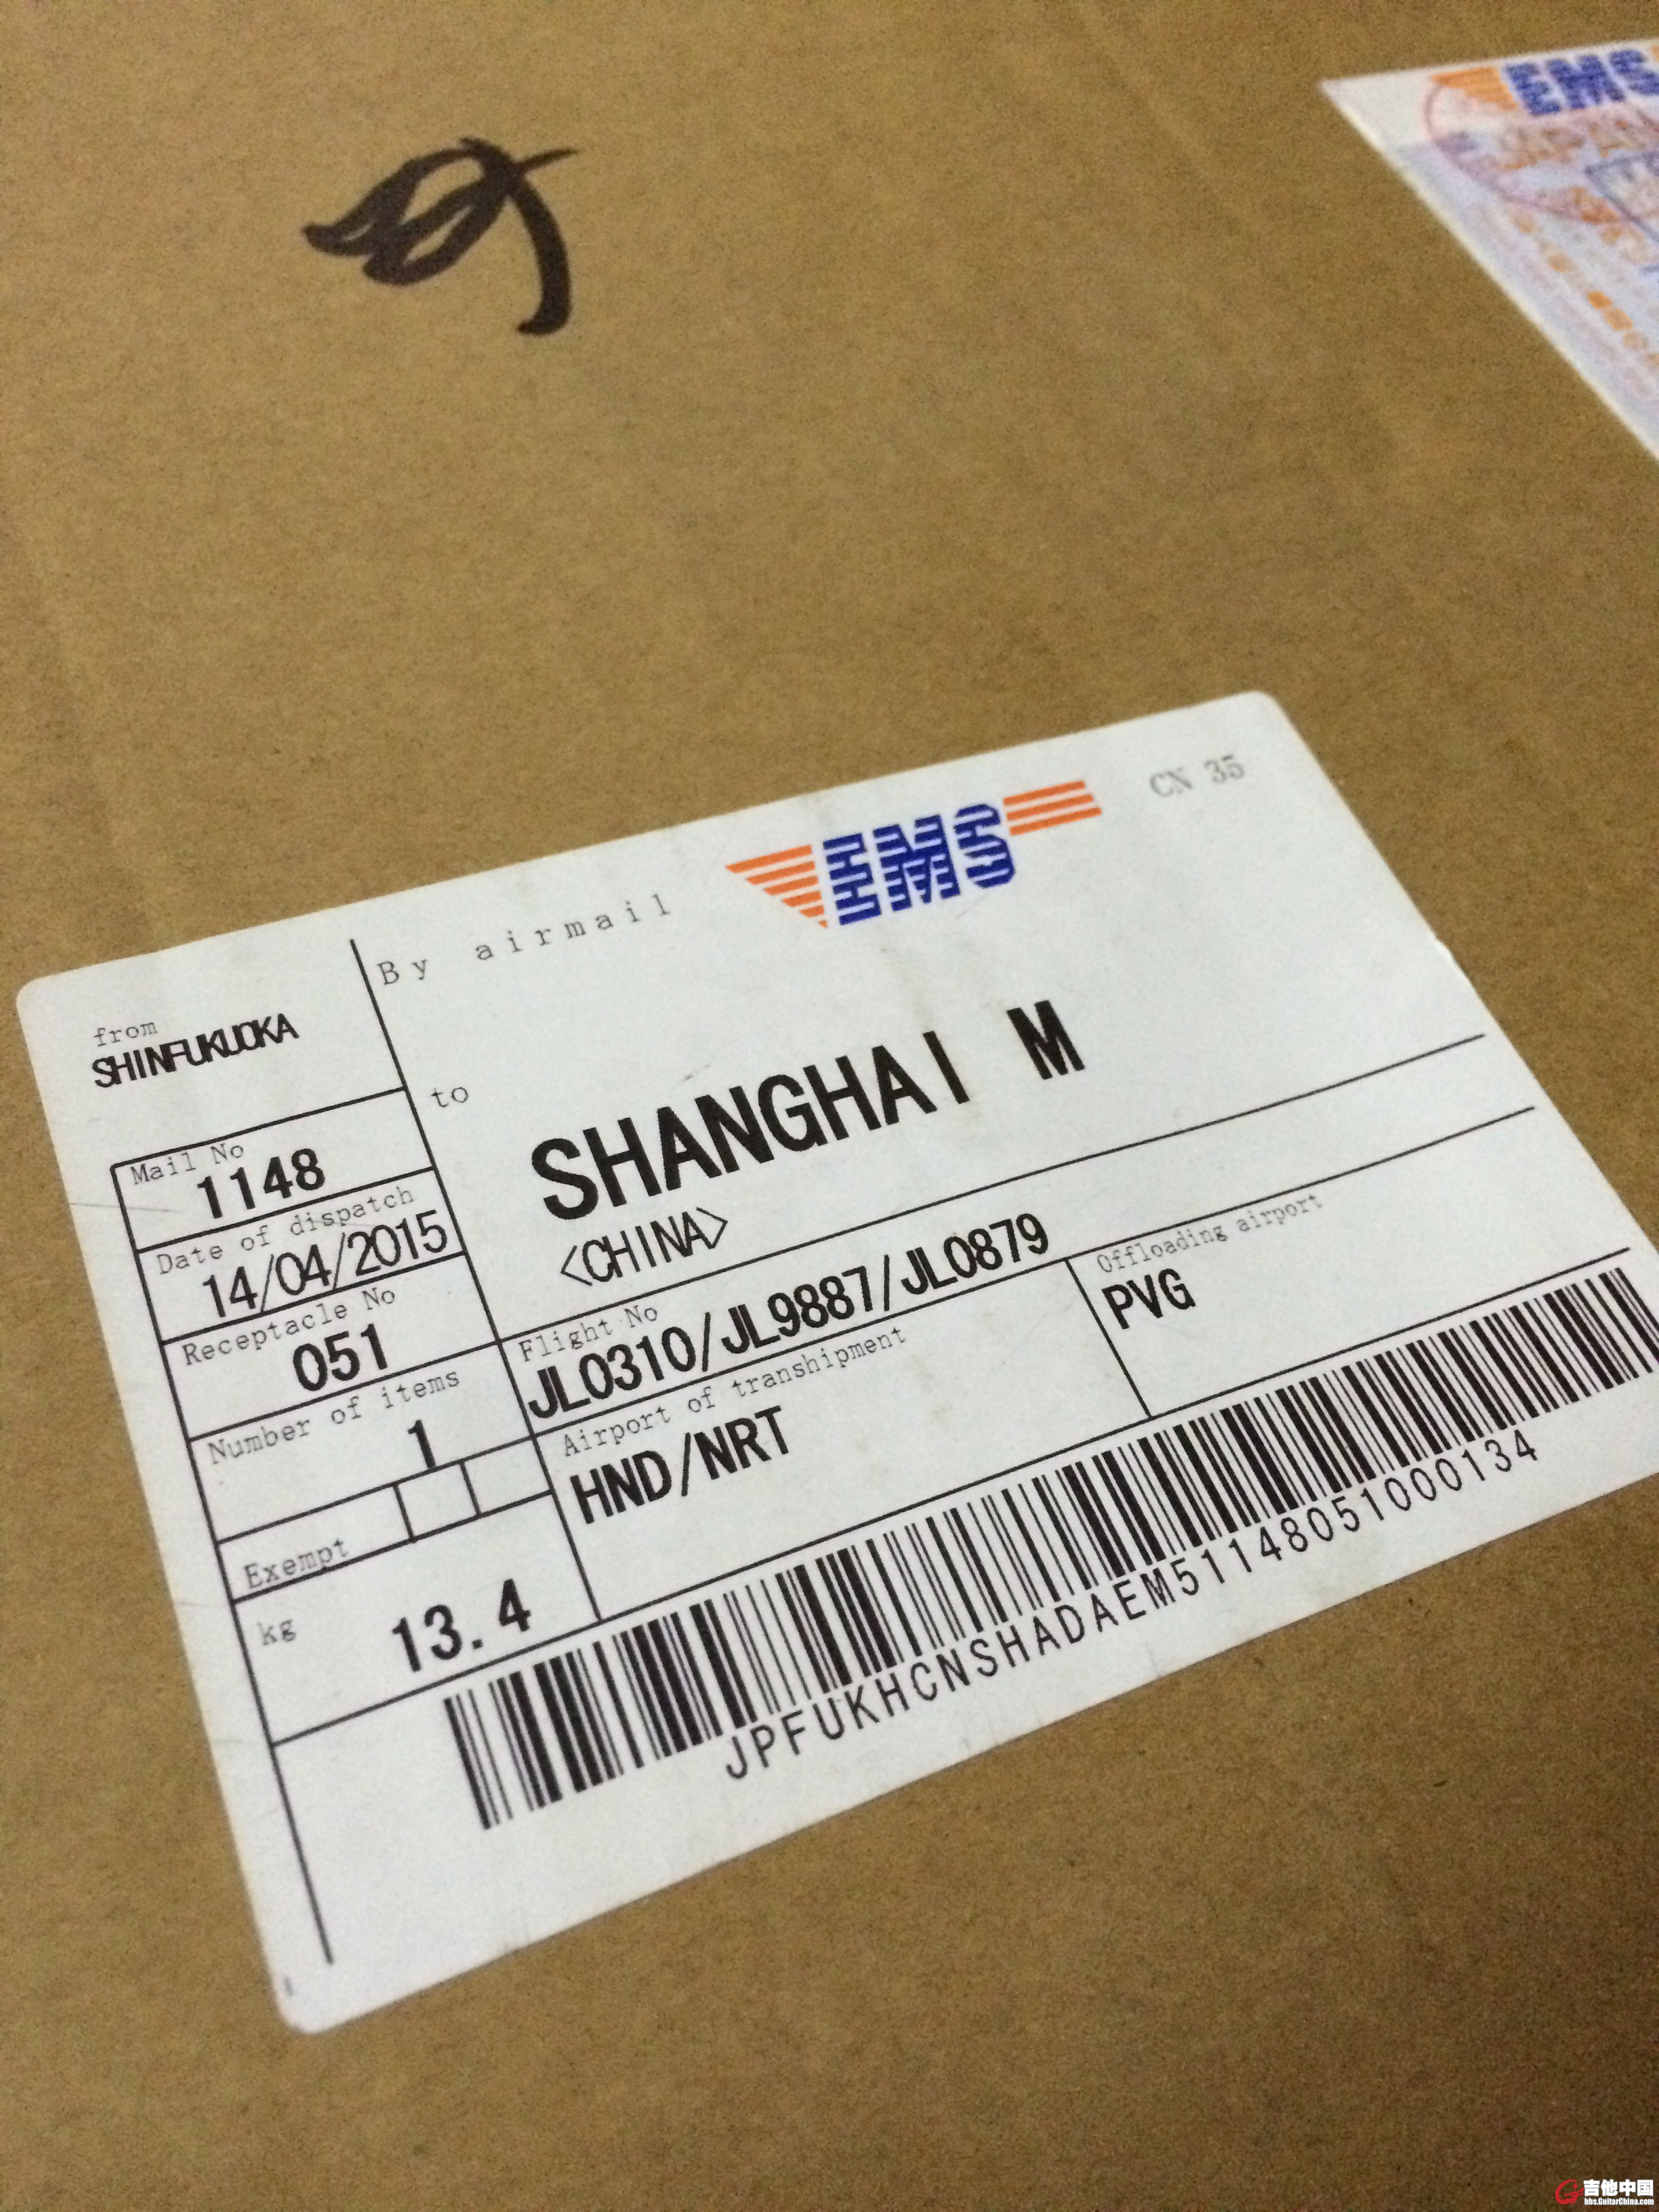 EMS
JAPAN
CN 35
EMS
By airmail
from
SHINFUKUOKA
to
SHANGHAI M
<CHINA>
Mail No
1148
Date of dispatch
14/04/2015
Receptacle No
051
Number of items
1
Exempt
kg
13.4
Flight No
JL0310/JL9887/JL0879
Airport of transhipment
HND/NRT
Offloading airport
PVG
JPFUKHCNSHADAEM51148051000134
吉他中国
bbs.GuitarChina.com